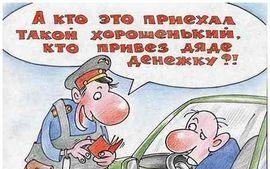 А КТО ЭТО ПРИЕХАЛ
ТАКОЙ ХОРОШЕНЬКИЙ,
КТО ПРИВЕЗ ДЯДЕ
ДЕНЕЖКУ?!